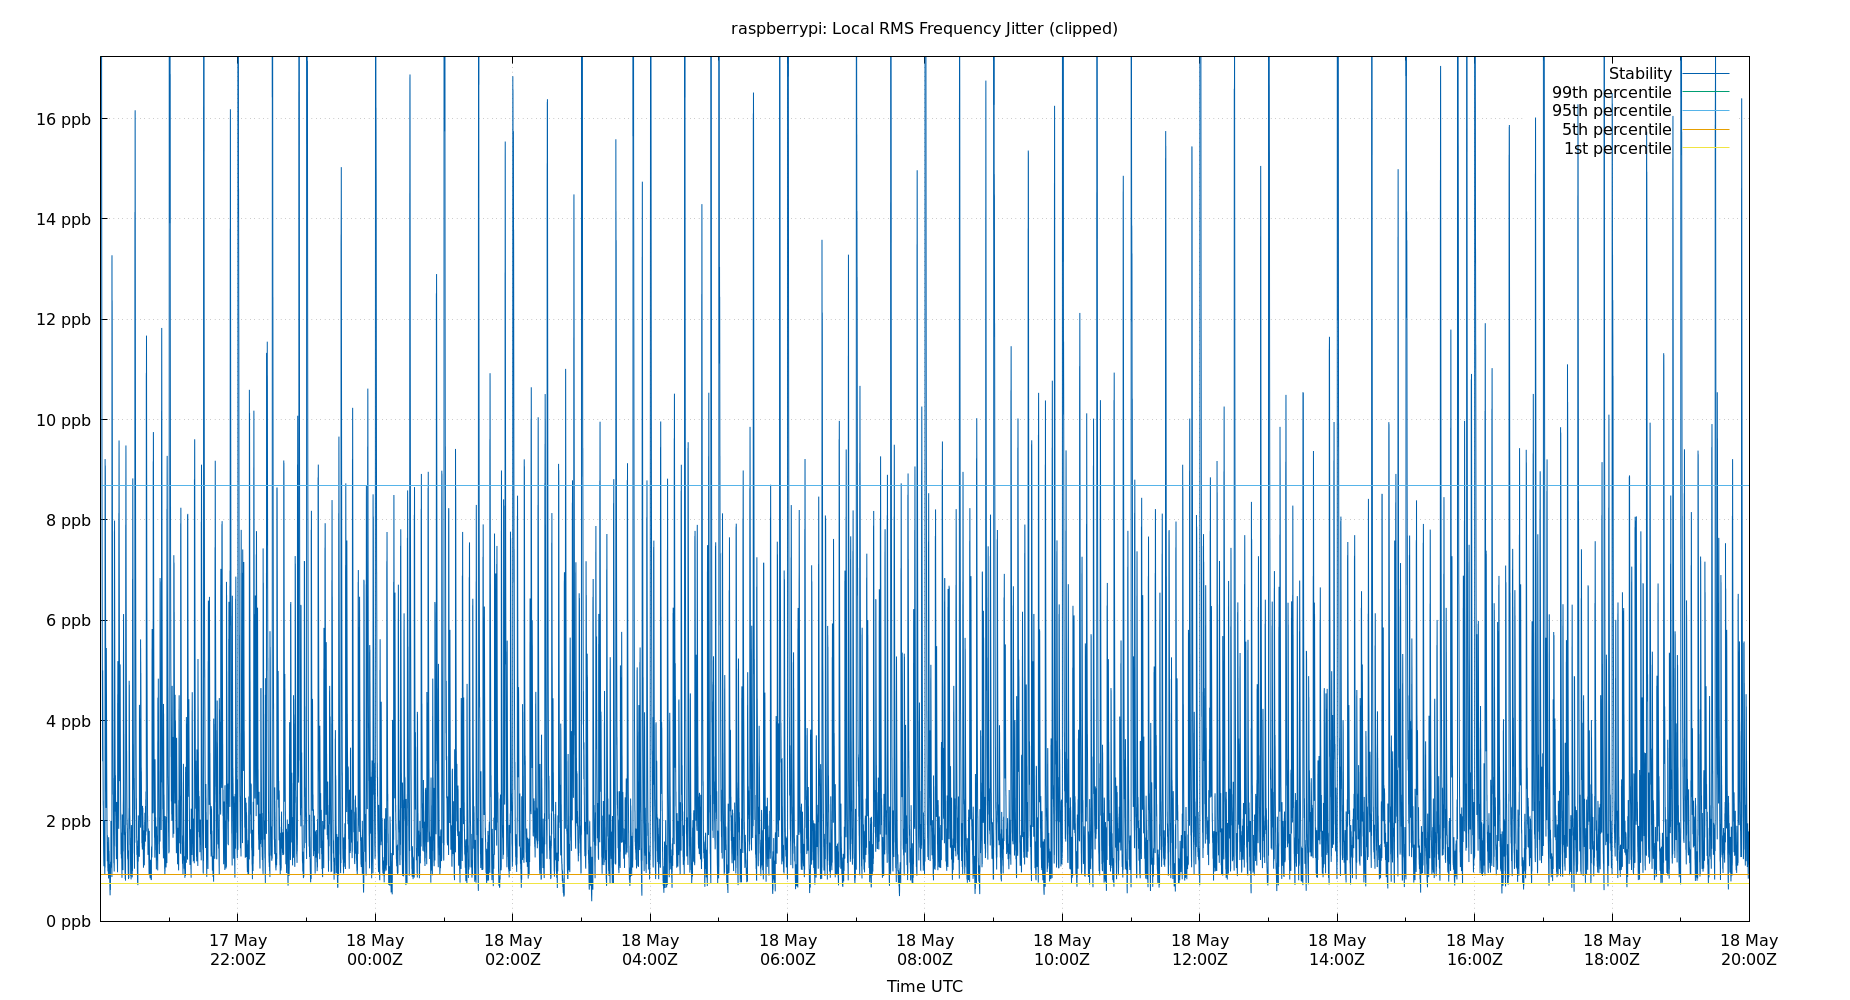 raspberrypi: Local RMS Frequency Jitter (clipped)
Stability
99th percentile
95th percentile
5th percentile
1st percentile
16 ppb
14 ppb
12 ppb
10 ppb
8 ppb
6 ppb
4 ppb
2 ppb
0 ppb
17 May
22:00Z
18 May
00:00Z
18 May
02:00Z
18 May
04:00Z
18 May
06:00Z
18 May
08:00Z
18 May
10:00Z
18 May
12:00Z
18 May
14:00Z
18 May
16:00Z
18 May
18:00Z
18 May
20:00Z
Time UTC